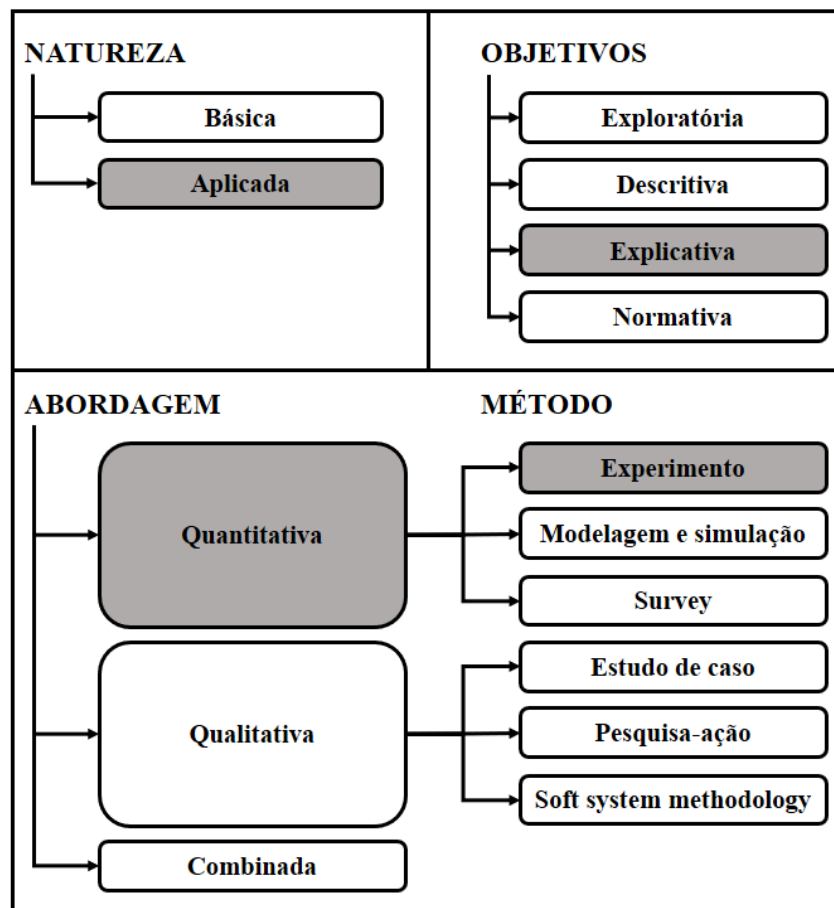 NATUREZA
Básica
Aplicada
OBJETIVOS
Exploratória
Descritiva
Explicativa
Normativa
ABORDAGEM
Quantitativa
Qualitativa
Combinada
MÉTODO
Experimento
Modelagem e simulação
Survey
Estudo de caso
Pesquisa-ação
Soft system methodology